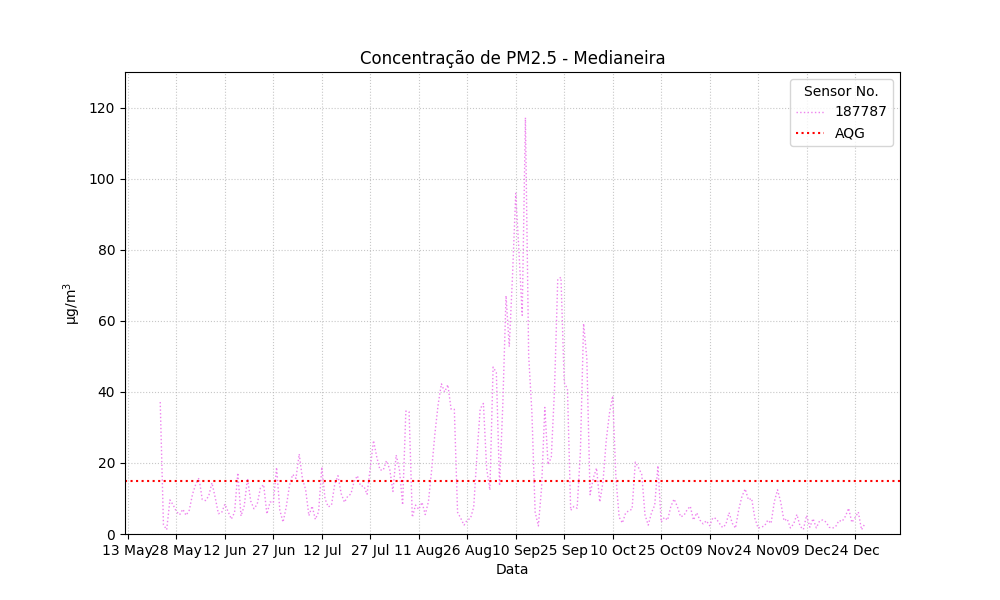 Concentração de PM2.5 - Medianeira
Sensor No.
187787
AQG
120
100
80
60
40
20
0
µg/m³
13 May 28 May 12 Jun 27 Jun 12 Jul 27 Jul 11 Aug 26 Aug 10 Sep 25 Sep 10 Oct 25 Oct 09 Nov 24 Nov 09 Dec 24 Dec
Data